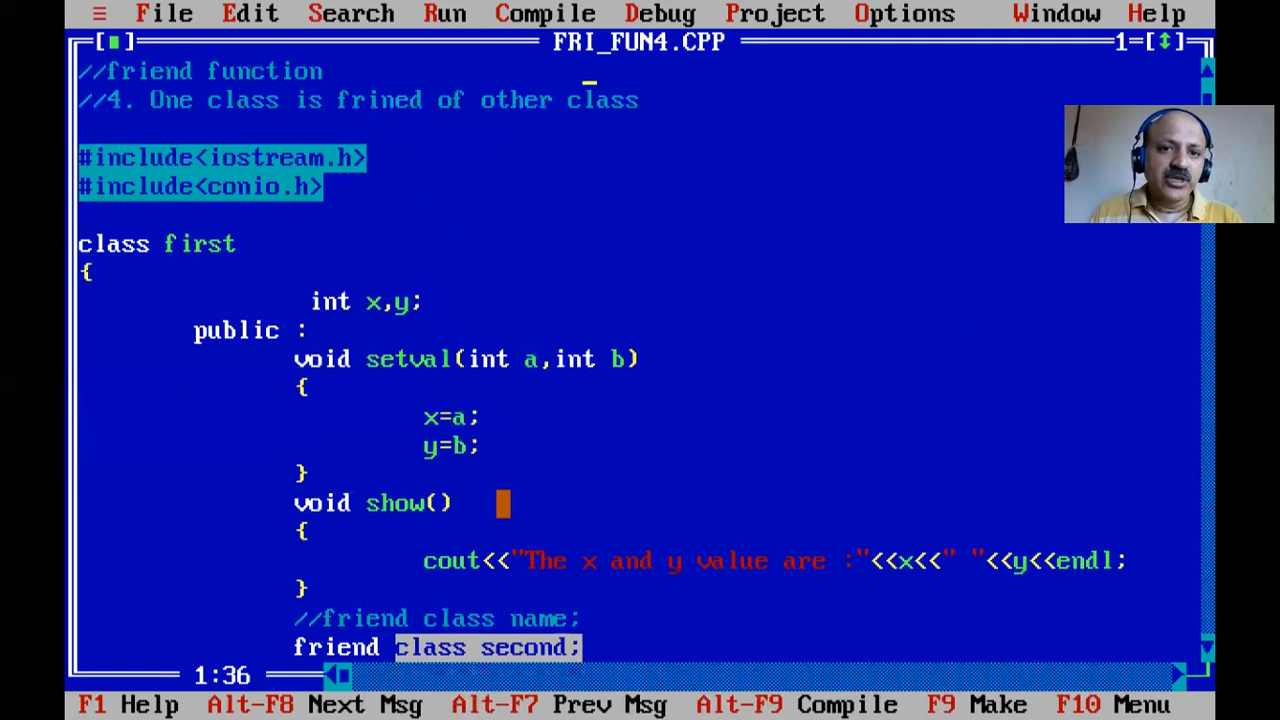 ≡ File Edit Search Run Compile Debug Project Options Window Help
[■] FRI_FUN4.CPP 1=[↕]
//friend function
//4. One class is frined of other class
#include<iostream.h>
#include<conio.h>
class first
{
int x,y;
public :
void setval(int a,int b)
{
x=a;
y=b;
}
void show()
{
cout<<"The x and y value are :"<<x<<" "<<y<<endl;
}
//friend class name;
friend class second;
1:36
F1 Help Alt-F8 Next Msg Alt-F7 Prev Msg Alt-F9 Compile F9 Make F10 Menu